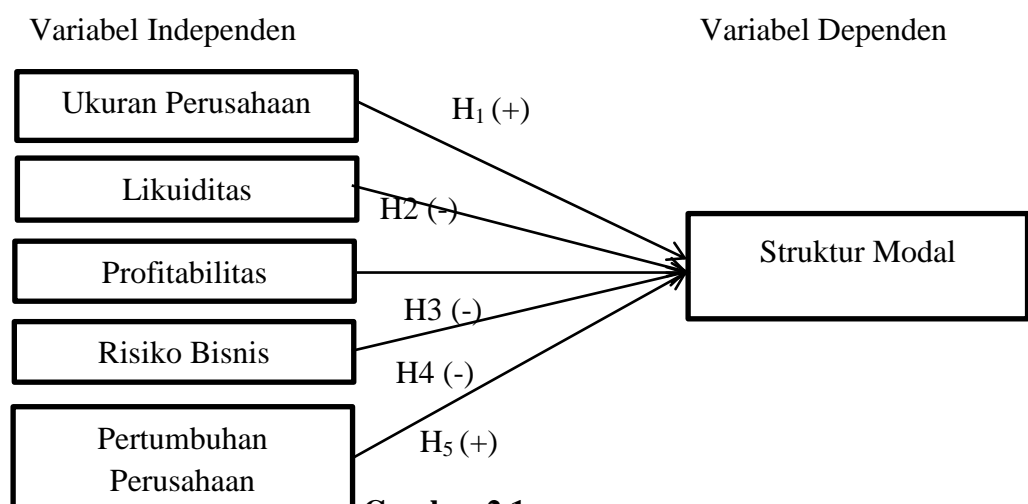 Variabel Independen
Variabel Dependen
Ukuran Perusahaan
H₁ (+)
Likuiditas
H2 (-)
Profitabilitas
Struktur Modal
H3 (-)
Risiko Bisnis
H4 (-)
Pertumbuhan
Perusahaan
H₅ (+)